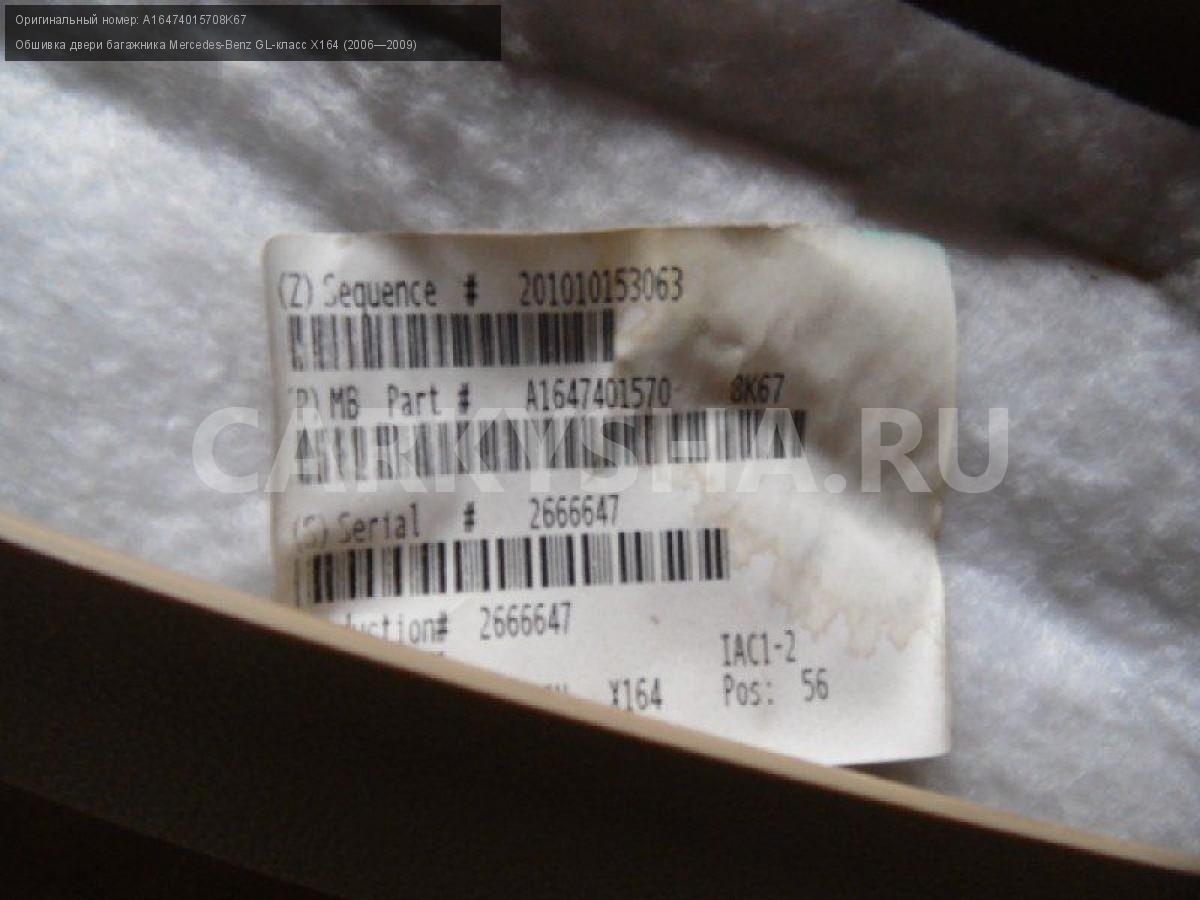 Оригинальный номер: A16474015708K67
Обшивка двери багажника Mercedes-Benz GL-класс X164 (2006—2009)
(Z) Sequence # 201010153063
(P) MB Part # A1647401570 8K67
CARKYSHA.RU
(S) Serial # 2666647
duction# 2666647
IAC1-2
X164 Pos: 56